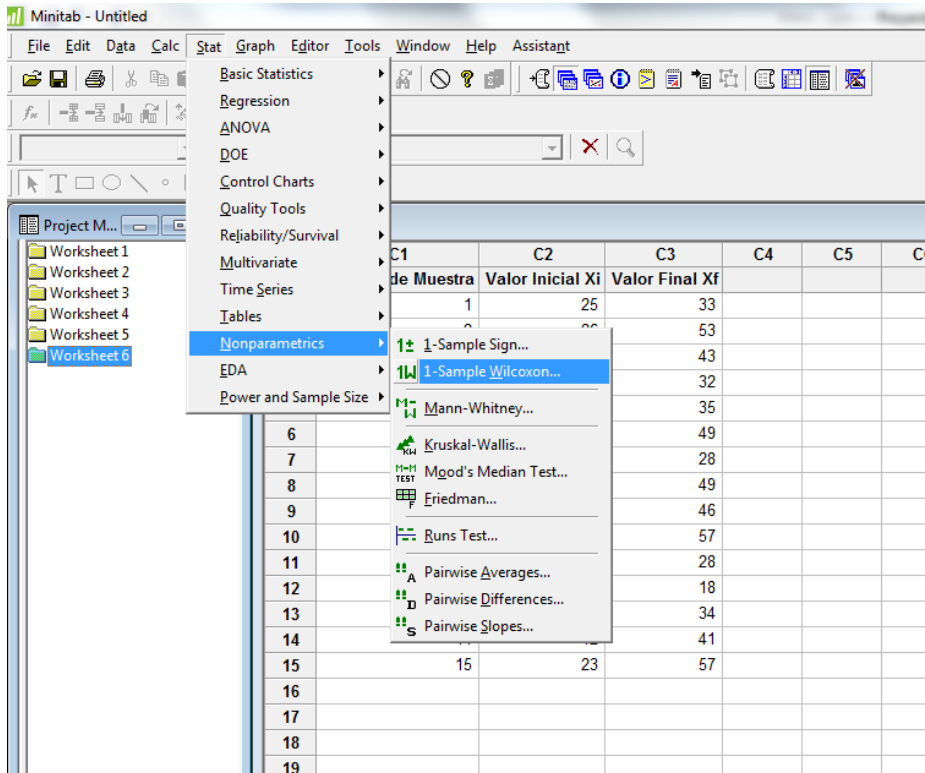 Minitab - Untitled
File Edit Data Calc Stat Graph Editor Tools Window Help Assistant
Basic Statistics
Regression
ANOVA
DOE
Control Charts
Quality Tools
Reliability/Survival
Multivariate
Time Series
Tables
Nonparametrics
EDA
Power and Sample Size
1-Sample Sign...
1-Sample Wilcoxon...
Mann-Whitney...
Kruskal-Wallis...
Mood's Median Test...
Friedman...
Runs Test...
Pairwise Averages...
Pairwise Differences...
Pairwise Slopes...
Project M...
Worksheet 1
Worksheet 2
Worksheet 3
Worksheet 4
Worksheet 5
Worksheet 6
C1 C2 C3 C4 C5
de Muestra Valor Inicial Xi Valor Final Xf
1 25 33
53
43
32
35
6 49
7 28
8 49
9 46
10 57
11 28
12 18
13 34
14 41
15 15 23 57
16
17
18
19